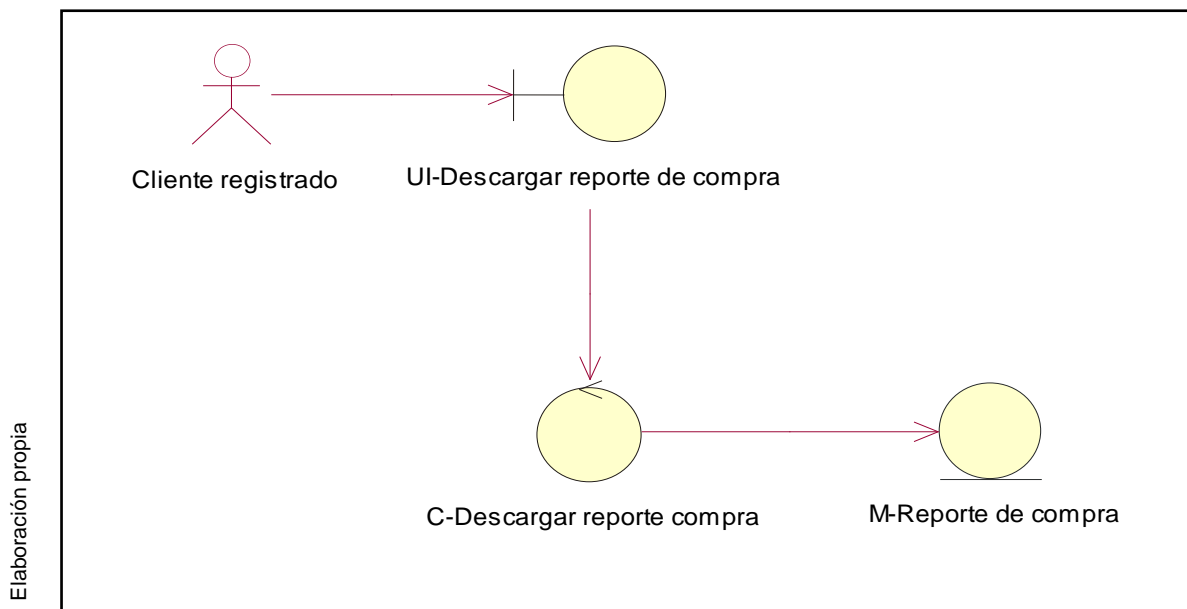 Cliente registrado
UI-Descargar reporte de compra
C-Descargar reporte compra
M-Reporte de compra
Elaboración propia